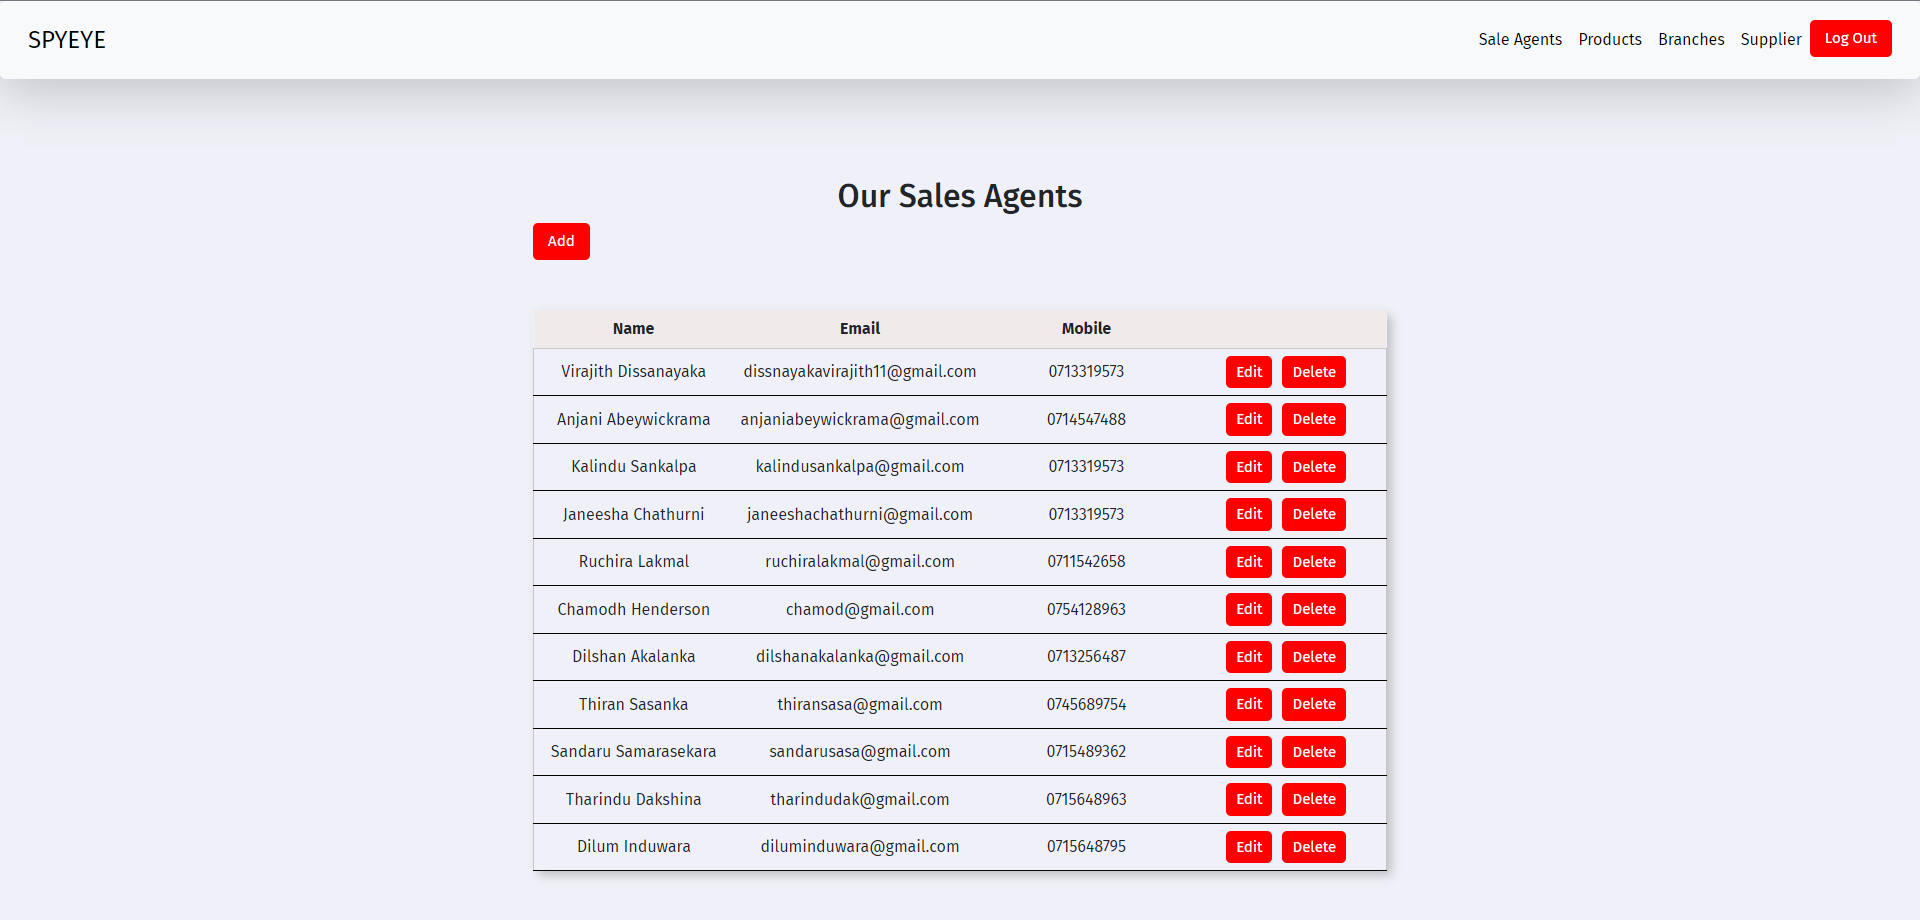 SPYEYE Sale Agents Products Branches Supplier Log Out
Our Sales Agents
Add
Name Email Mobile
Virajith Dissanayaka dissnayakavirajith11@gmail.com 0713319573 Edit Delete
Anjani Abeywickrama anjaniabeywickrama@gmail.com 0714547488 Edit Delete
Kalindu Sankalpa kalindusankalpa@gmail.com 0713319573 Edit Delete
Janeesha Chathurni janeeshachathurni@gmail.com 0713319573 Edit Delete
Ruchira Lakmal ruchiralakmal@gmail.com 0711542658 Edit Delete
Chamodh Henderson chamod@gmail.com 0754128963 Edit Delete
Dilshan Akalanka dilshanakalanka@gmail.com 0713256487 Edit Delete
Thiran Sasanka thiransasa@gmail.com 0745689754 Edit Delete
Sandaru Samarasekara sandarusasa@gmail.com 0715489362 Edit Delete
Tharindu Dakshina tharindudak@gmail.com 0715648963 Edit Delete
Dilum Induwara diluminduwara@gmail.com 0715648795 Edit Delete